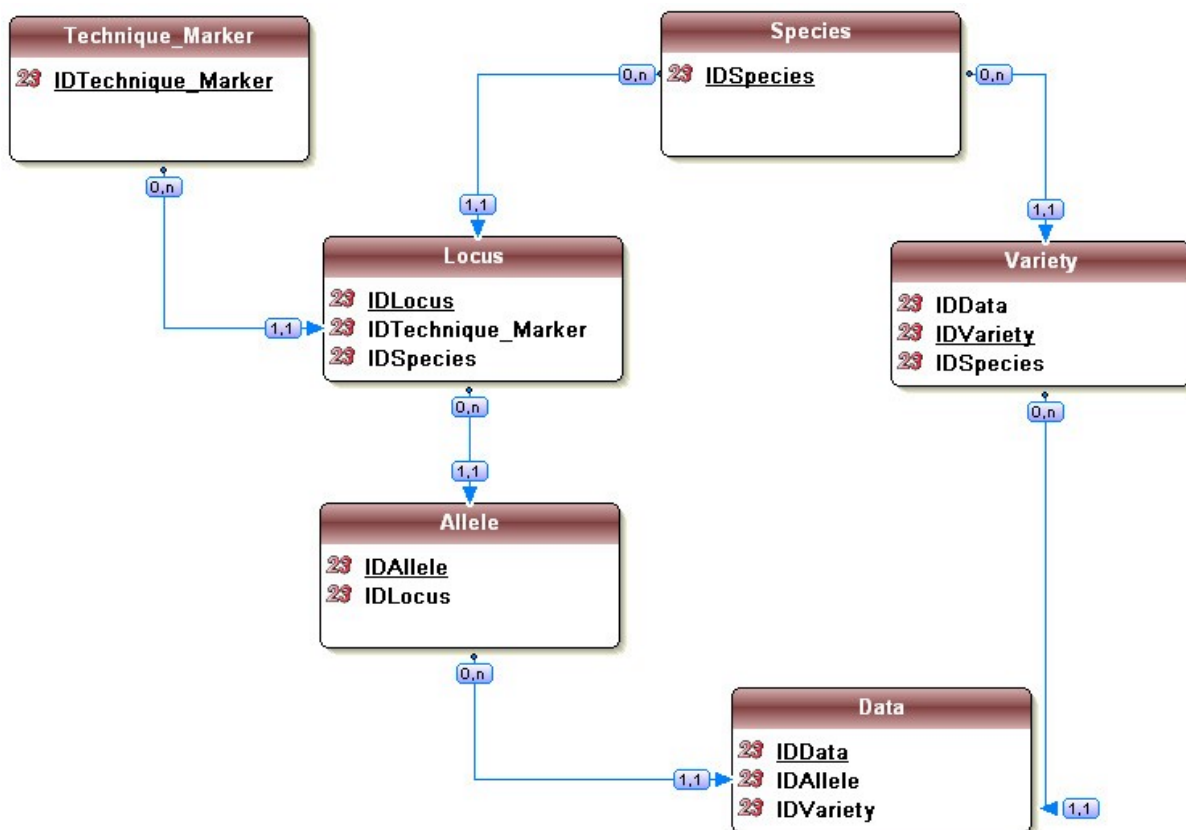 Technique_Marker
23 IDTechnique_Marker
Species
23 IDSpecies
0,n
0,n
0,n
1,1
1,1
Locus
23 IDLocus
23 IDTechnique_Marker
23 IDSpecies
1,1
Variety
23 IDData
23 IDVariety
23 IDSpecies
0,n
0,n
1,1
Allele
23 IDAllele
23 IDLocus
0,n
Data
23 IDData
23 IDAllele
23 IDVariety
1,1
1,1